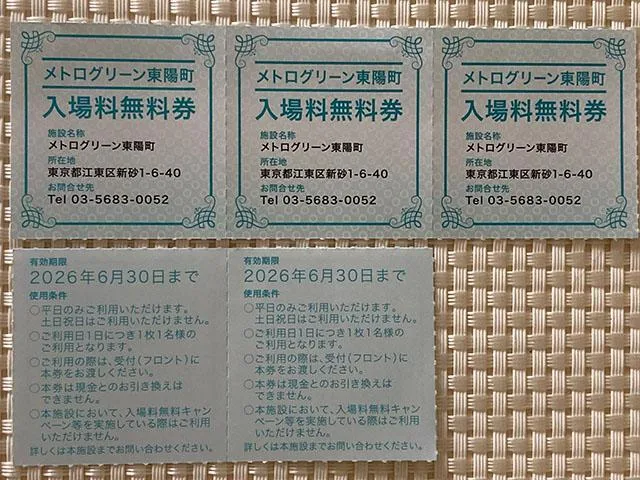 メトログリーン東陽町
入場料無料券
施設名称
メトログリーン東陽町
所在地
東京都江東区新砂1-6-40
お問合せ先
Tel 03-5683-0052
メトログリーン東陽町
入場料無料券
施設名称
メトログリーン東陽町
所在地
東京都江東区新砂1-6-40
お問合せ先
Tel 03-5683-0052
メトログリーン東陽町
入場料無料券
施設名称
メトログリーン東陽町
所在地
東京都江東区新砂1-6-40
お問合せ先
Tel 03-5683-0052
有効期限
2026年6月30日まで
使用条件
○平日のみご利用いただけます。
土日祝日はご利用いただけません。
○ご利用日1日につき1枚1名様の
ご利用となります。
○ご利用の際は、受付(フロント)に
本券をお渡しください。
○本券は現金とのお引き換えは
できません。
○本施設において、入場料無料キャン
ペーン等を実施している際はご利用
いただけません。
詳しくは本施設までお問い合わせください。
有効期限
2026年6月30日まで
使用条件
○平日のみご利用いただけます。
土日祝日はご利用いただけません。
○ご利用日1日につき1枚1名様の
ご利用となります。
○ご利用の際は、受付(フロント)に
本券をお渡しください。
○本券は現金とのお引き換えは
できません。
○本施設において、入場料無料キャン
ペーン等を実施している際はご利用
いただけません。
詳しくは本施設までお問い合わせください。